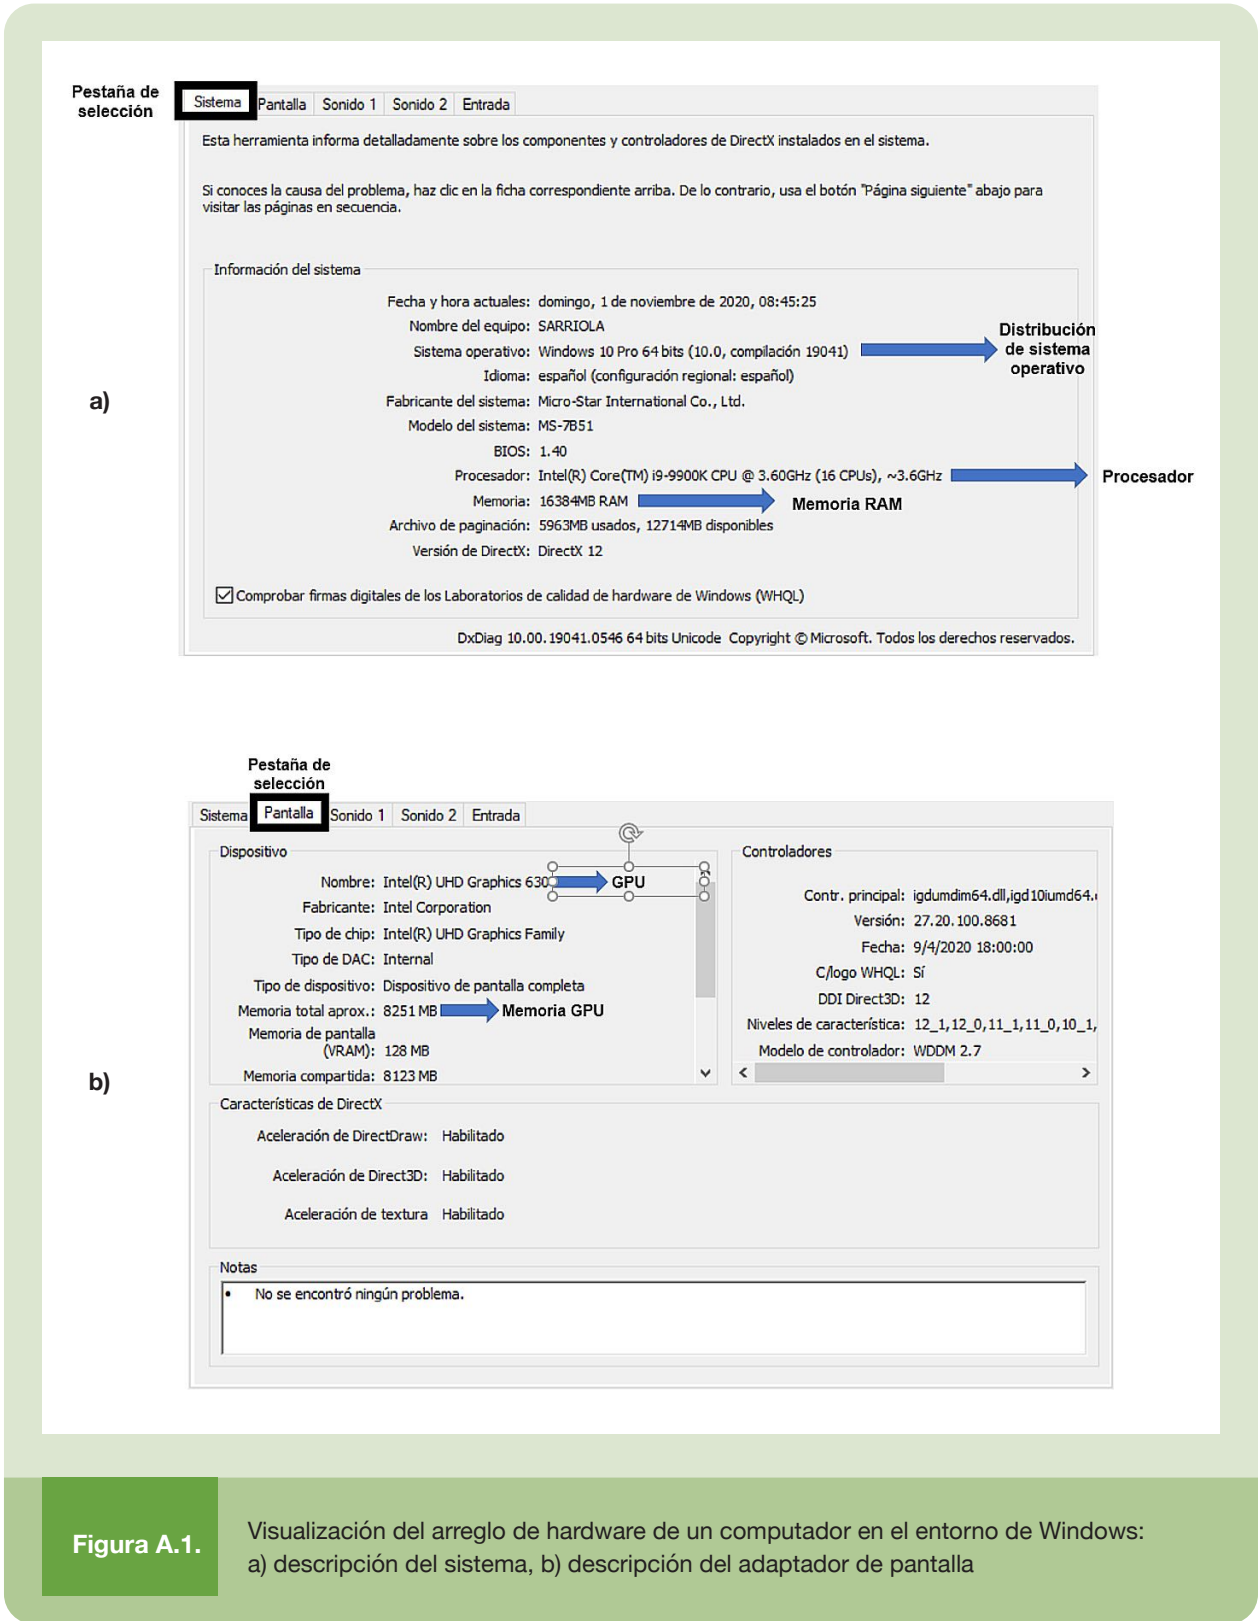 Pestaña de
selección
Sistema Pantalla Sonido 1 Sonido 2 Entrada
Esta herramienta informa detalladamente sobre los componentes y controladores de DirectX instalados en el sistema.
Si conoces la causa del problema, haz clic en la ficha correspondiente arriba. De lo contrario, usa el botón "Página siguiente" abajo para
visitar las páginas en secuencia.
Información del sistema
Fecha y hora actuales: domingo, 1 de noviembre de 2020, 08:45:25
Nombre del equipo: SARRIOLA
Sistema operativo: Windows 10 Pro 64 bits (10.0, compilación 19041)
Distribución
de sistema
operativo
Idioma: español (configuración regional: español)
a)
Fabricante del sistema: Micro-Star International Co., Ltd.
Modelo del sistema: MS-7B51
BIOS: 1.40
Procesador: Intel(R) Core(TM) i9-9900K CPU @ 3.60GHz (16 CPUs), ~3.6GHz
Procesador
Memoria: 16384MB RAM
Memoria RAM
Archivo de paginación: 5963MB usados, 12714MB disponibles
Versión de DirectX: DirectX 12
Comprobar firmas digitales de los Laboratorios de calidad de hardware de Windows (WHQL)
DxDiag 10.00.19041.0546 64 bits Unicode Copyright © Microsoft. Todos los derechos reservados.
Pestaña de
selección
Sistema Pantalla Sonido 1 Sonido 2 Entrada
Dispositivo
Nombre: Intel(R) UHD Graphics 630
GPU
Fabricante: Intel Corporation
Tipo de chip: Intel(R) UHD Graphics Family
Tipo de DAC: Internal
Tipo de dispositivo: Dispositivo de pantalla completa
Memoria total aprox.: 8251 MB
Memoria GPU
Memoria de pantalla
(VRAM): 128 MB
Memoria compartida: 8123 MB
Controladores
Contr. principal: igdumdim64.dll,igd10iumd64.
Versión: 27.20.100.8681
Fecha: 9/4/2020 18:00:00
C/logo WHQL: Sí
DDI Direct3D: 12
Niveles de característica: 12_1,12_0,11_1,11_0,10_1,
Modelo de controlador: WDDM 2.7
b)
Características de DirectX
Aceleración de DirectDraw: Habilitado
Aceleración de Direct3D: Habilitado
Aceleración de textura Habilitado
Notas
• No se encontró ningún problema.
Figura A.1.
Visualización del arreglo de hardware de un computador en el entorno de Windows:
a) descripción del sistema, b) descripción del adaptador de pantalla